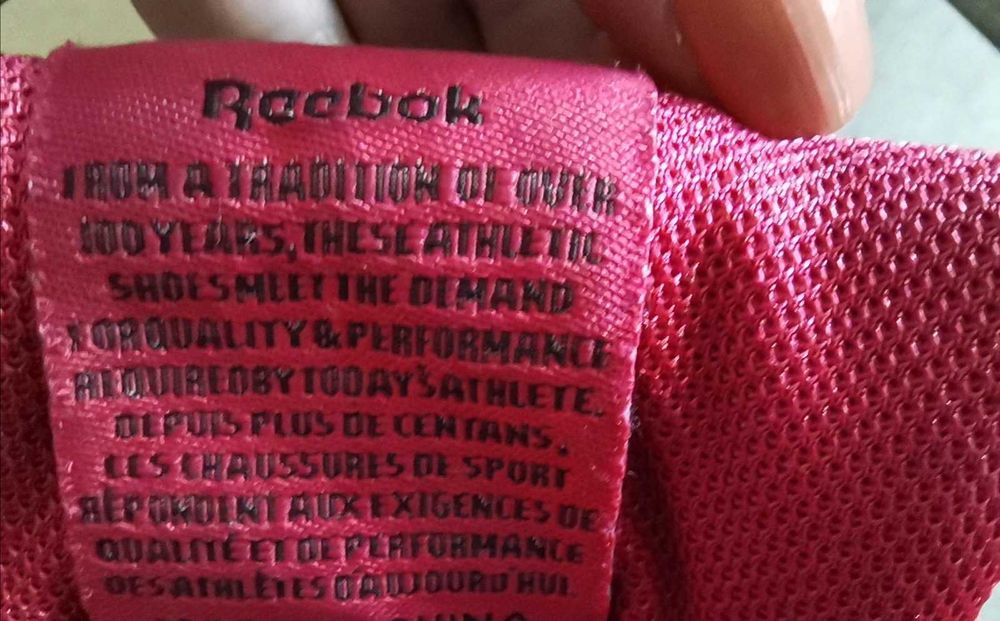 Reebok
FROM A TRADITION OF OVER
100 YEARS, THESE ATHLETIC
SHOES MEET THE DEMAND
FOR QUALITY & PERFORMANCE
REQUIRED BY TODAY'S ATHLETE.
DEPUIS PLUS DE CENT ANS,
CES CHAUSSURES DE SPORT
RÉPONDENT AUX EXIGENCES DE
QUALITÉ ET DE PERFORMANCE
DES ATHLÈTES D'AUJOURD'HUI.